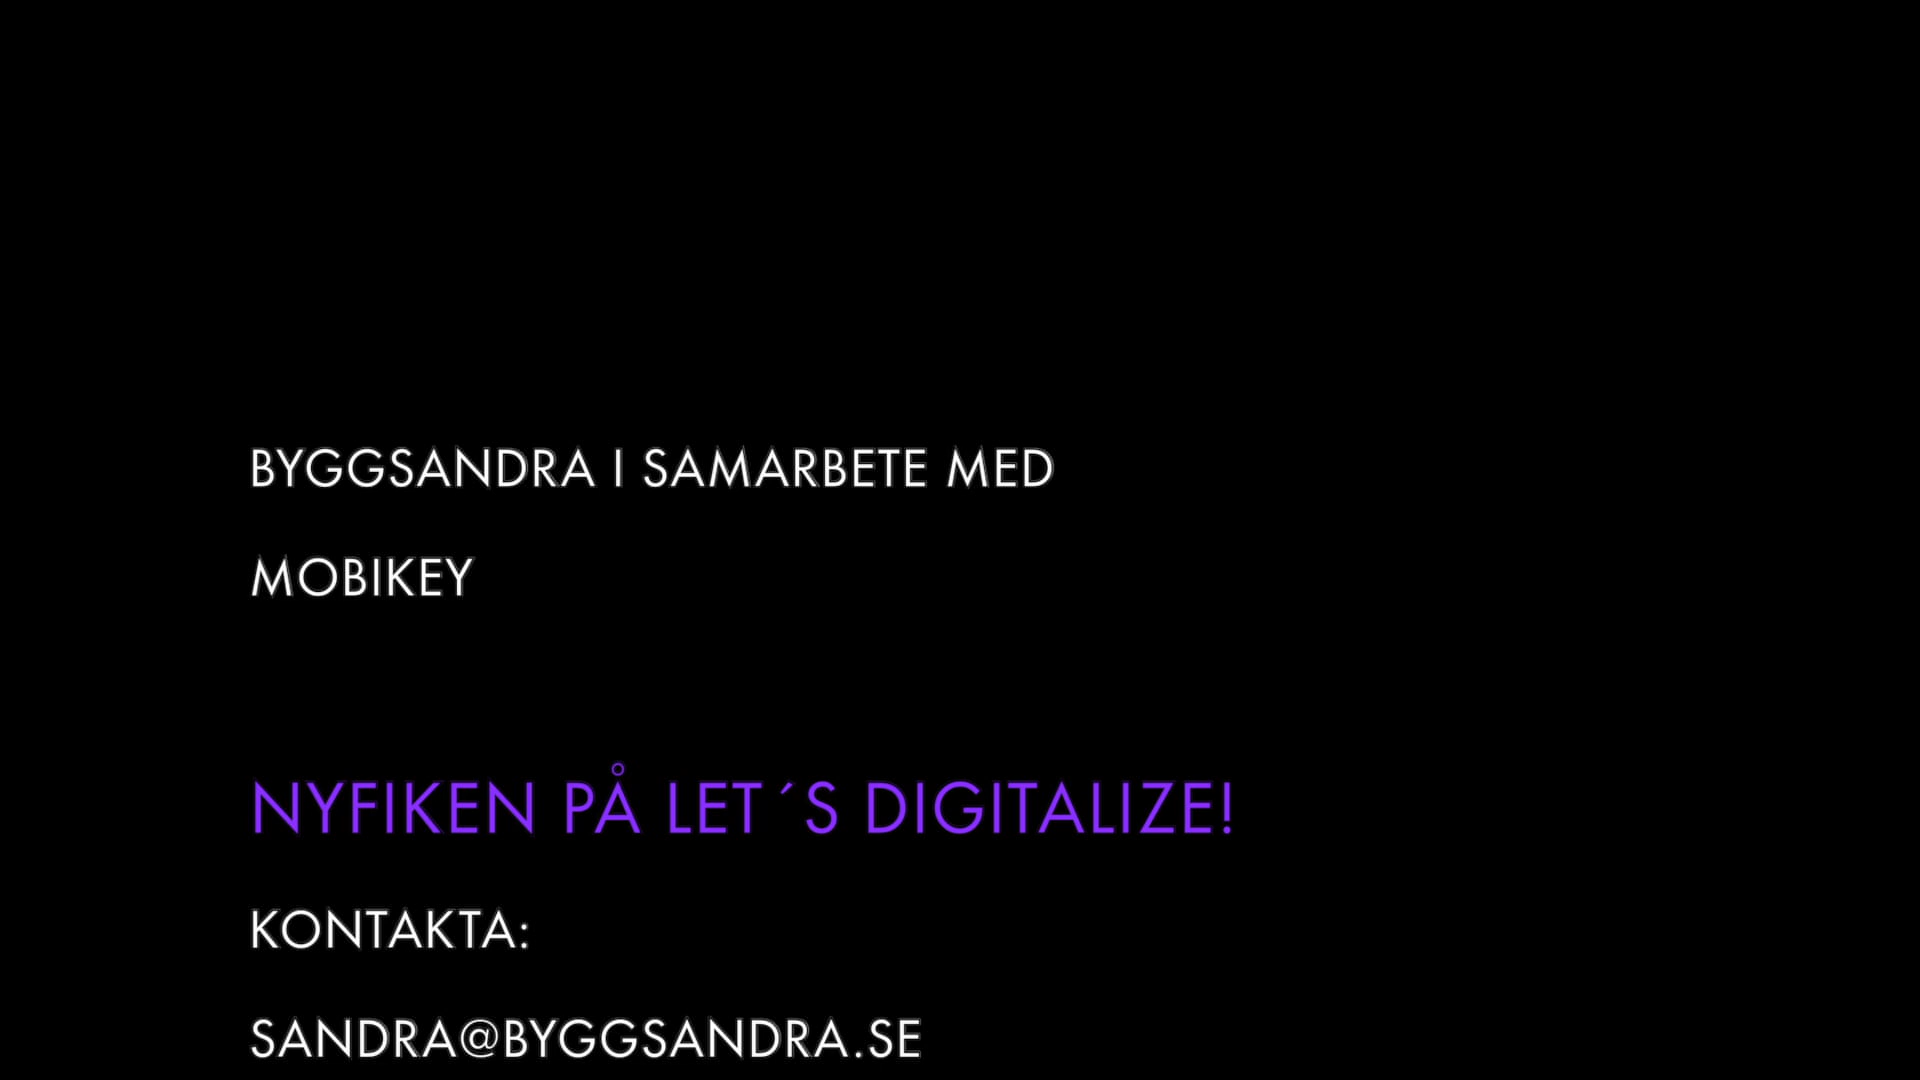 BYGGSANDRA I SAMARBETE MED
MOBIKEY
NYFIKEN PÅ LET´S DIGITALIZE!
KONTAKTA:
SANDRA@BYGGSANDRA.SE